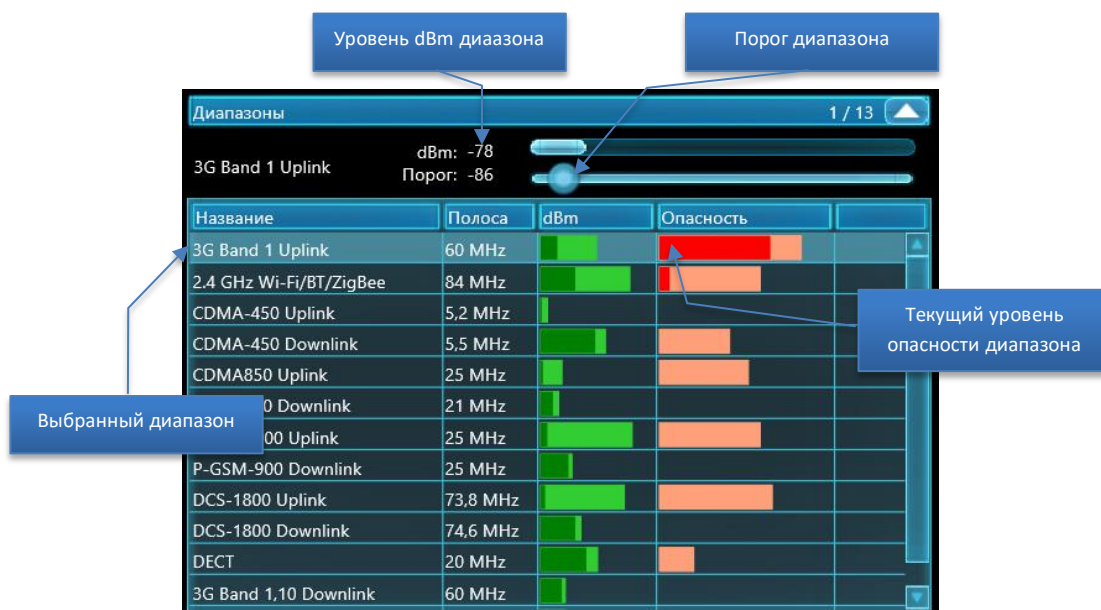 Уровень dBm диаазона
Порог диапазона
Диапазоны 1 / 13
dBm: -78
3G Band 1 Uplink
Порог: -86
Название Полоса dBm Опасность
3G Band 1 Uplink 60 MHz
2.4 GHz Wi-Fi/BT/ZigBee 84 MHz
CDMA-450 Uplink 5,2 MHz
Текущий уровень
опасности диапазона
CDMA-450 Downlink 5,5 MHz
CDMA850 Uplink 25 MHz
Выбранный диапазон
0 Downlink 21 MHz
00 Uplink 25 MHz
P-GSM-900 Downlink 25 MHz
DCS-1800 Uplink 73,8 MHz
DCS-1800 Downlink 74,6 MHz
DECT 20 MHz
3G Band 1,10 Downlink 60 MHz